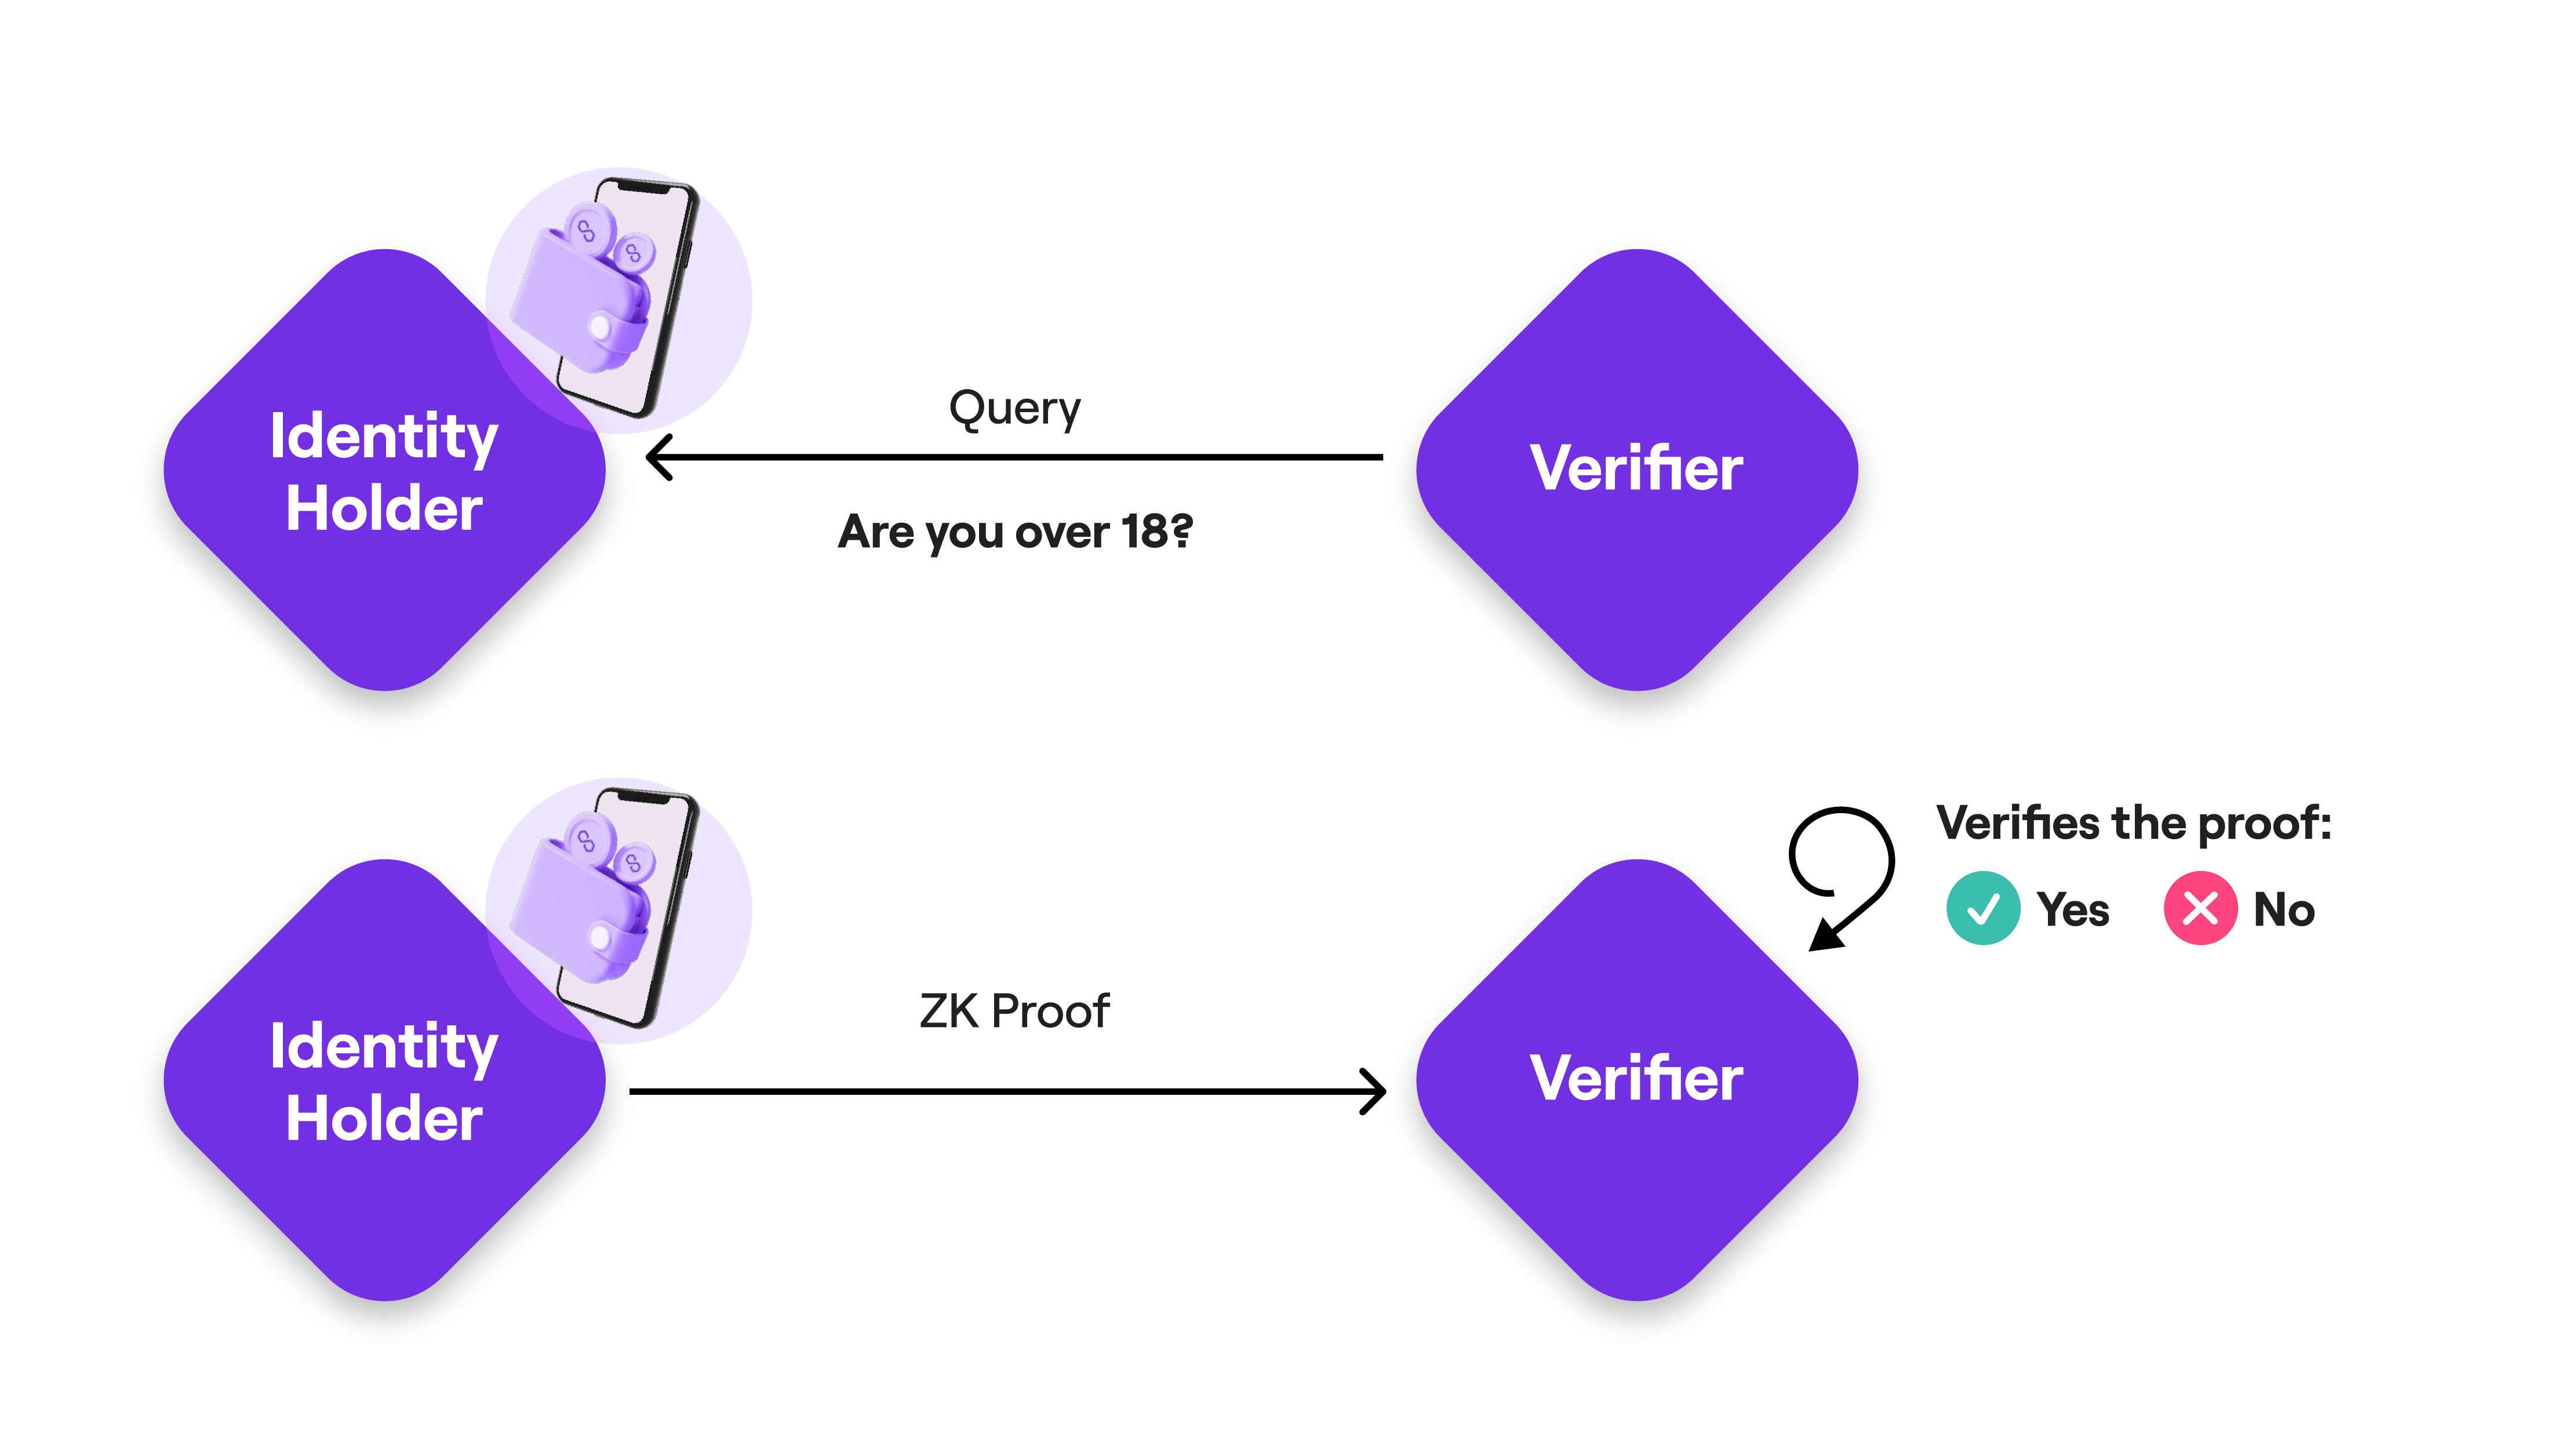 Identity
Holder
Query
Are you over 18?
Verifier
Identity
Holder
ZK Proof
Verifier
Verifies the proof:
Yes
No